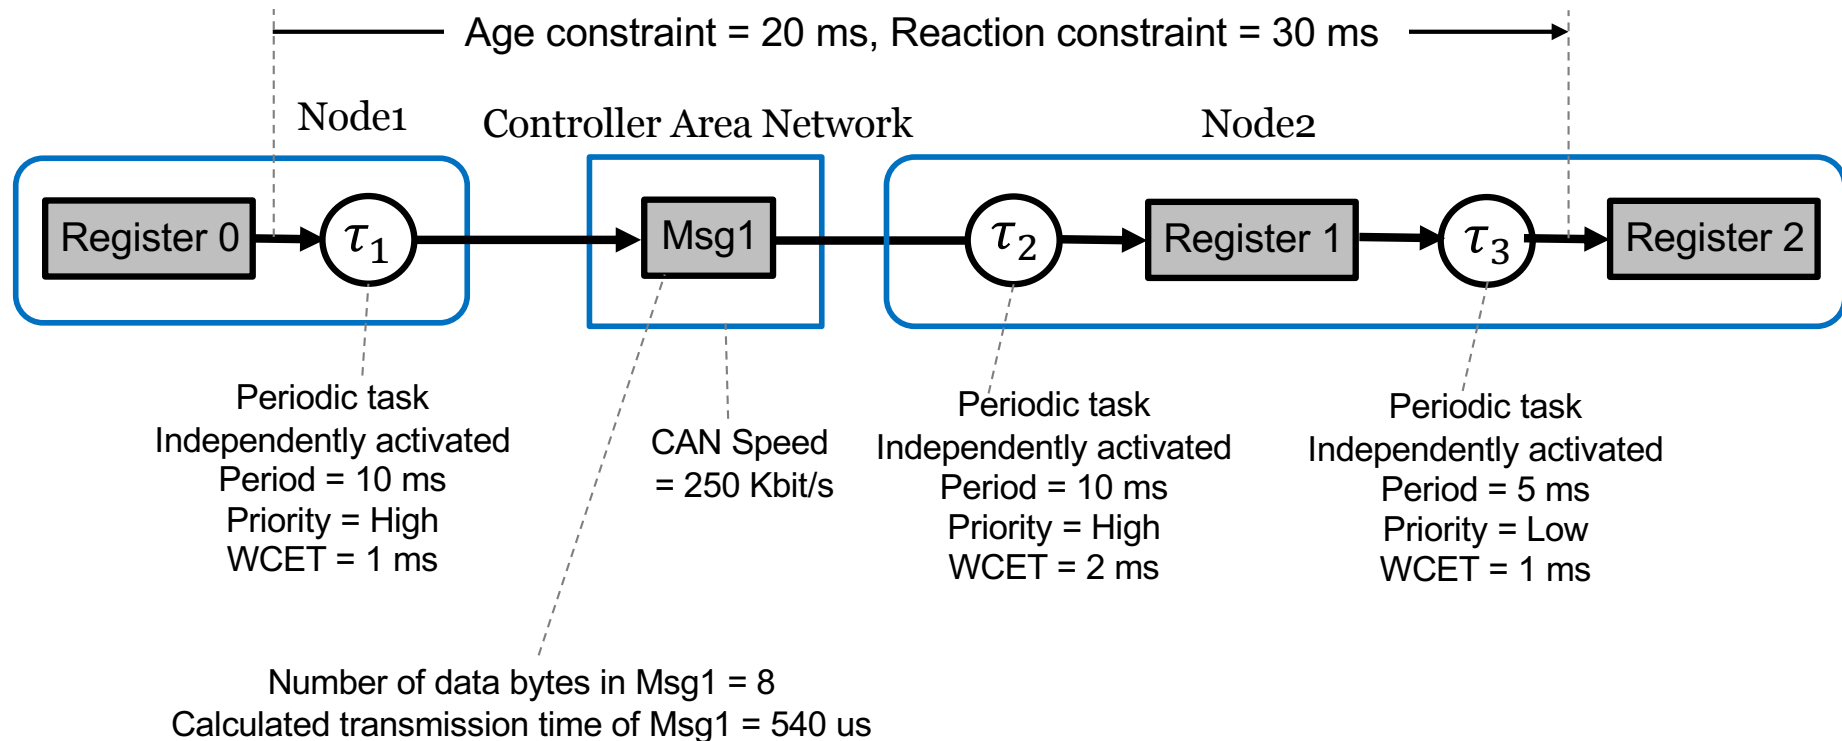 Age constraint = 20 ms, Reaction constraint = 30 ms
Node1
Controller Area Network
Node2
Register 0
τ1
Msg1
τ2
Register 1
τ3
Register 2
Periodic task
Independently activated
Period = 10 ms
Priority = High
WCET = 1 ms
CAN Speed
= 250 Kbit/s
Periodic task
Independently activated
Period = 10 ms
Priority = High
WCET = 2 ms
Periodic task
Independently activated
Period = 5 ms
Priority = Low
WCET = 1 ms
Number of data bytes in Msg1 = 8
Calculated transmission time of Msg1 = 540 us